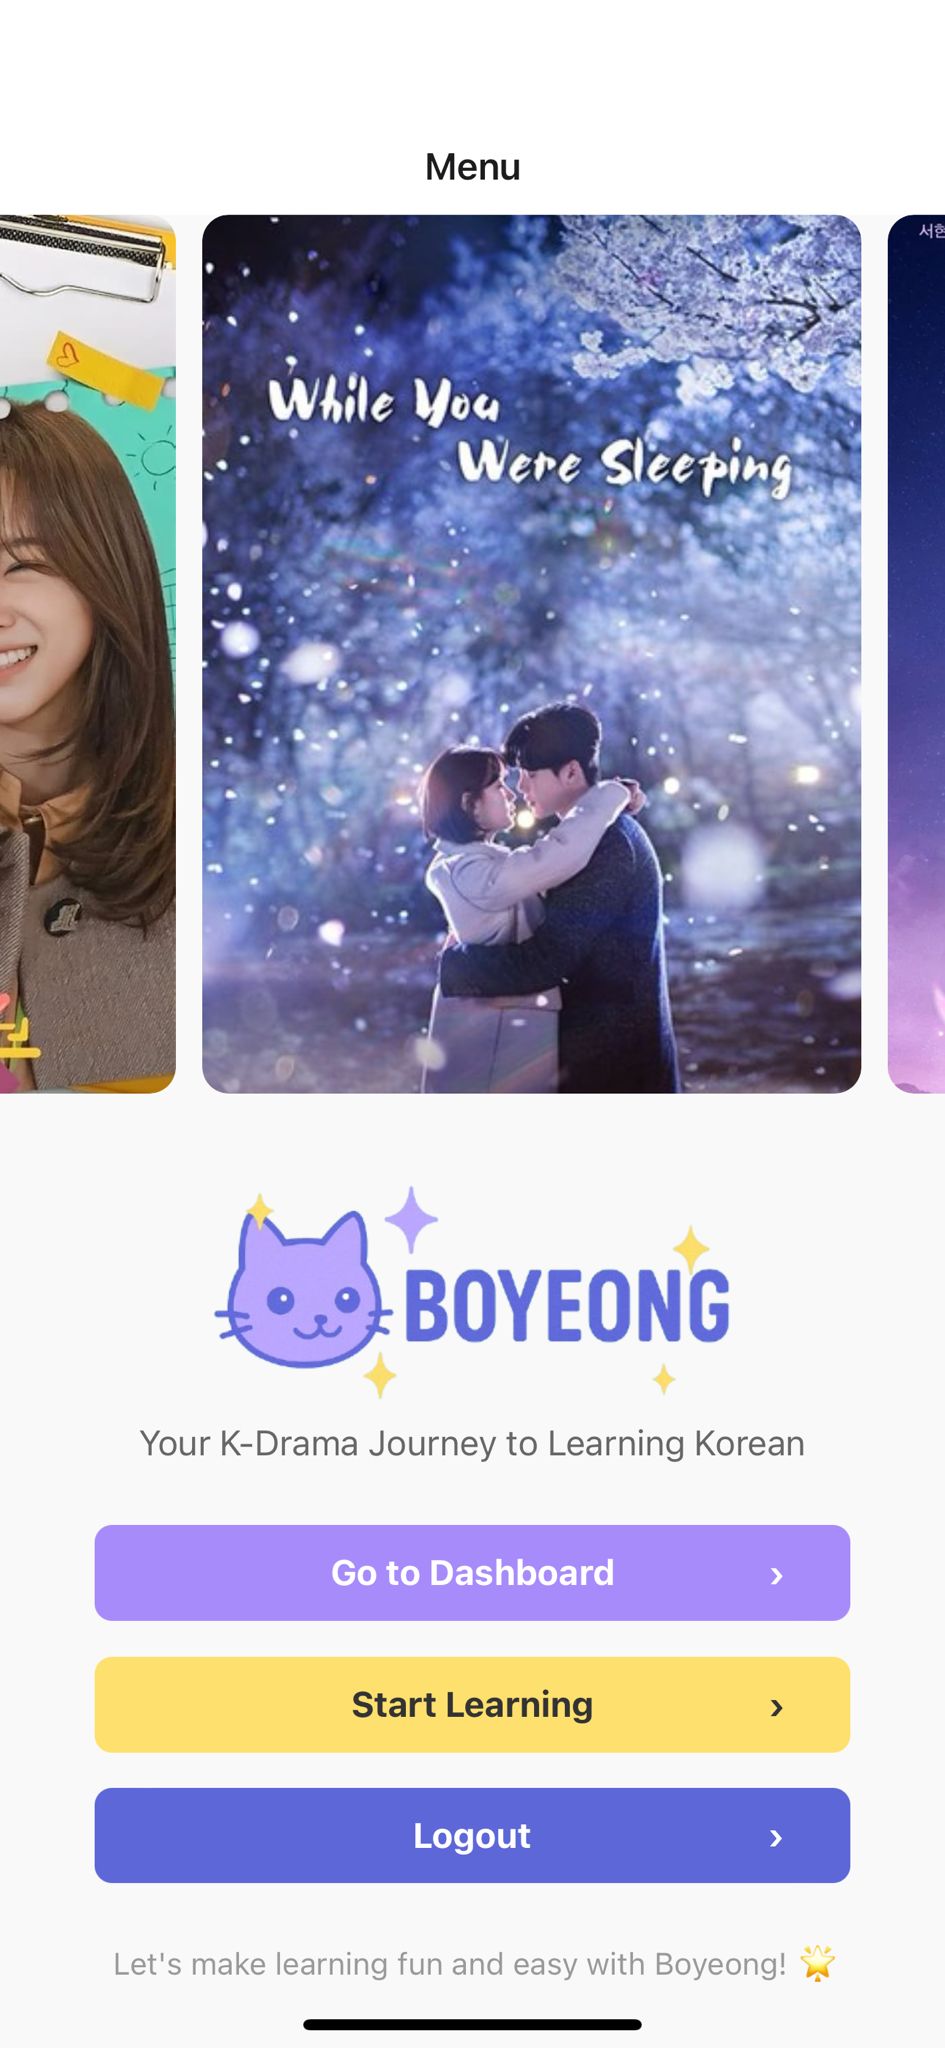 Menu
서현
While You
Were Sleeping
BOYEONG
Your K-Drama Journey to Learning Korean
Go to Dashboard ›
Start Learning ›
Logout ›
Let's make learning fun and easy with Boyeong! 🌟